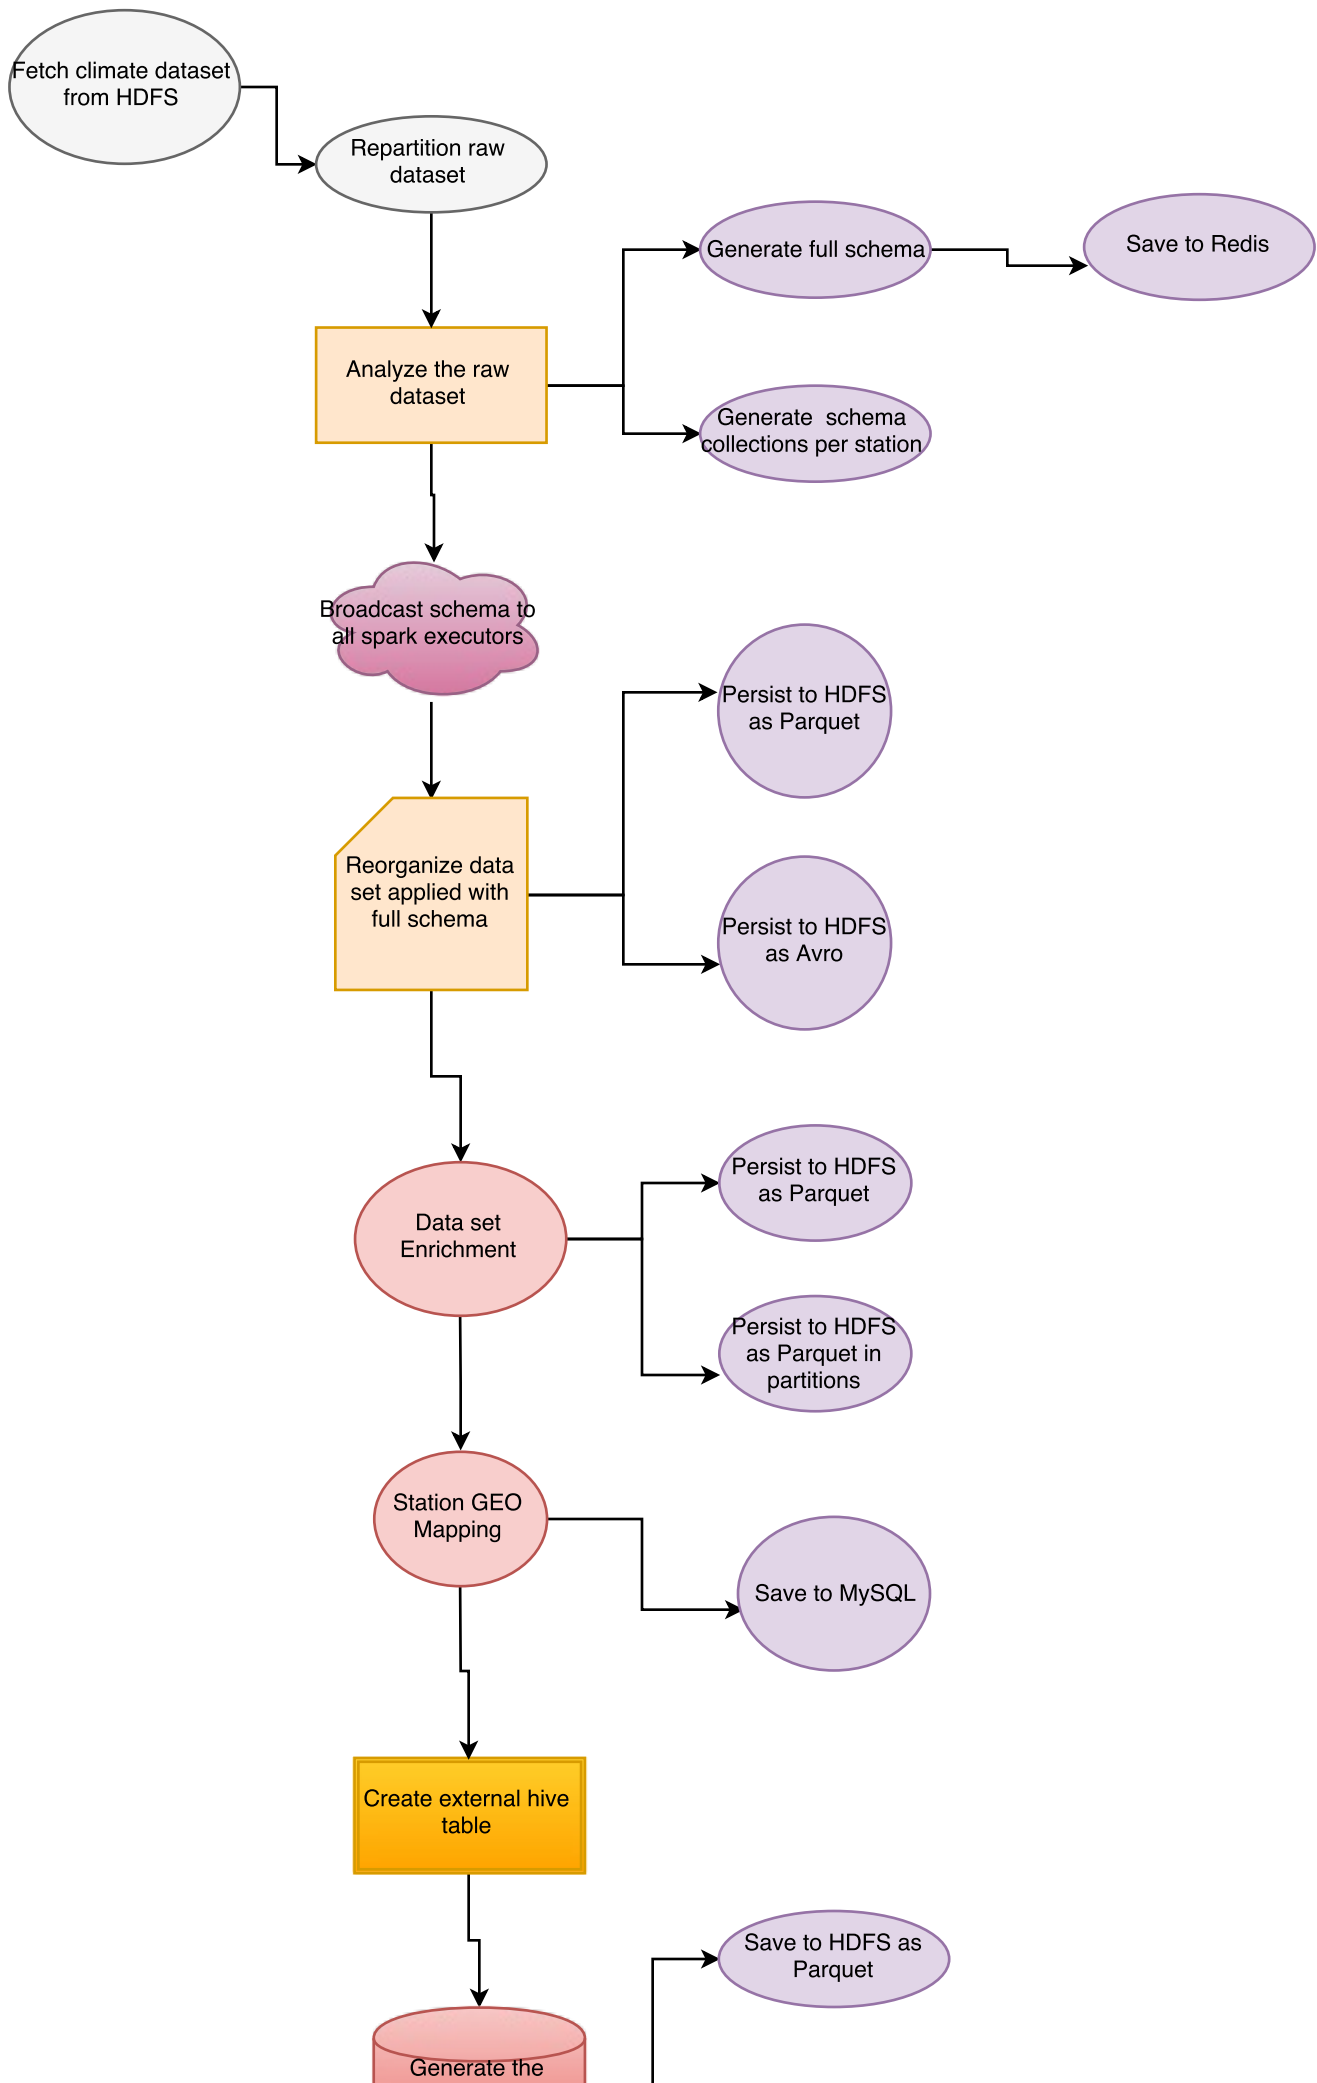 Fetch climate dataset
from HDFS
Repartition raw
dataset
Generate full schema
Save to Redis
Analyze the raw
dataset
Generate  schema
collections per station
Broadcast schema to
all spark executors
Persist to HDFS
as Parquet
Reorganize data
set applied with
full schema
Persist to HDFS
as Avro
Data set
Enrichment
Persist to HDFS
as Parquet
Persist to HDFS
as Parquet in
partitions
Station GEO
Mapping
Save to MySQL
Create external hive
table
Save to HDFS as
Parquet
Generate the